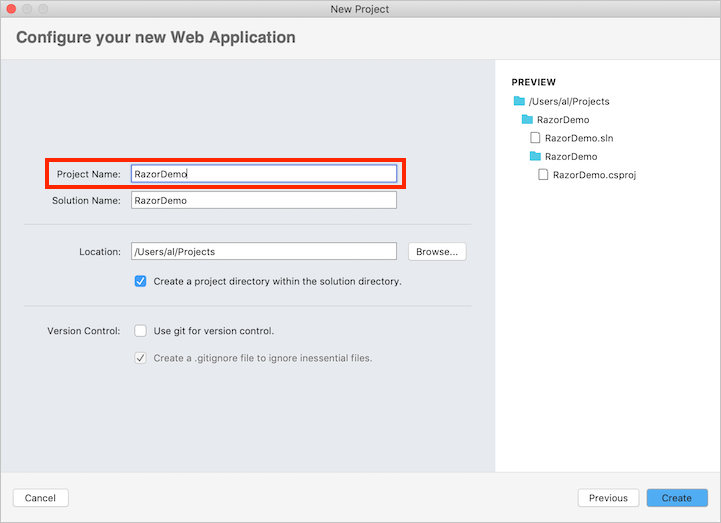 New Project
Configure your new Web Application
Project Name: RazorDemo
Solution Name: RazorDemo
Location: /Users/al/Projects Browse...
Create a project directory within the solution directory.
Version Control: Use git for version control.
Create a .gitignore file to ignore inessential files.
PREVIEW
/Users/al/Projects
RazorDemo
RazorDemo.sln
RazorDemo
RazorDemo.csproj
Cancel Previous Create